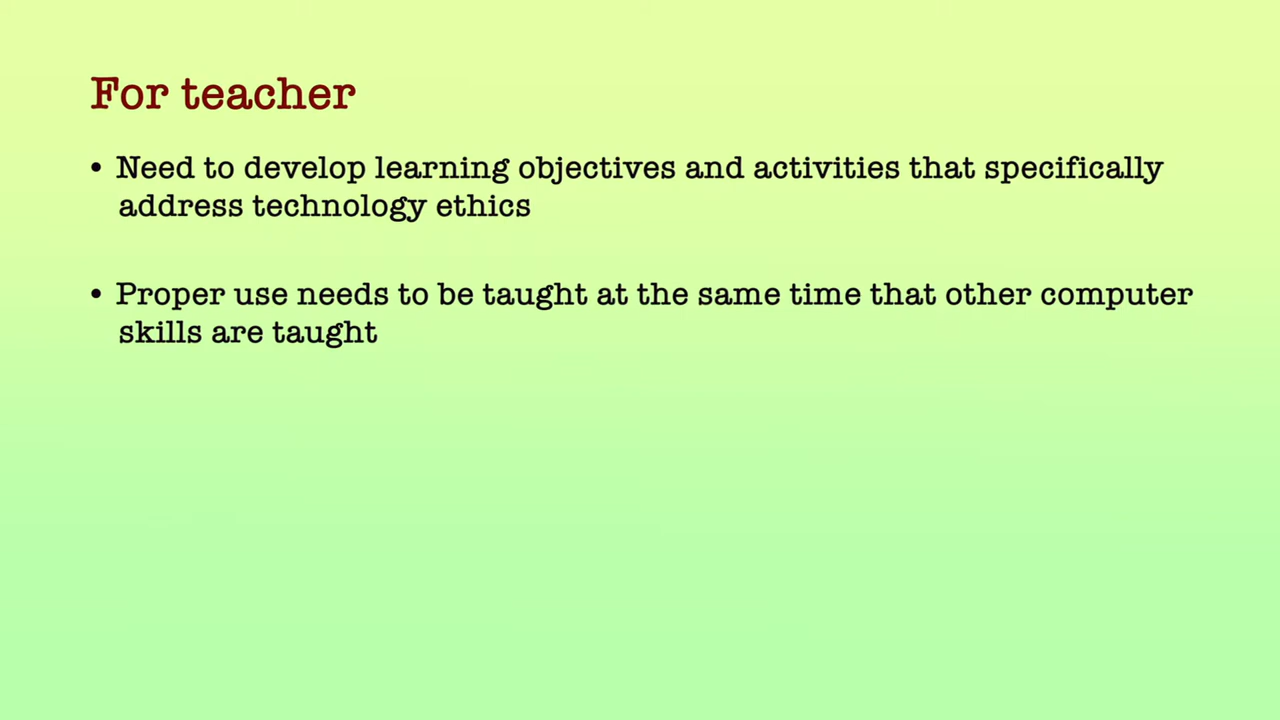 For teacher
• Need to develop learning objectives and activities that specifically
address technology ethics
• Proper use needs to be taught at the same time that other computer
skills are taught